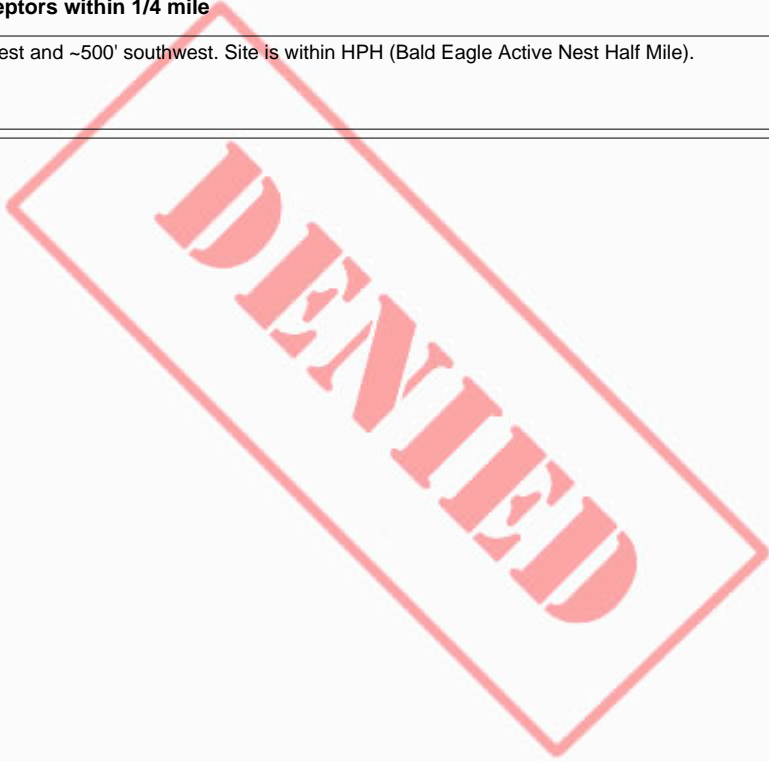 eptors within 1/4 mile
est and ~500' southwest. Site is within HPH (Bald Eagle Active Nest Half Mile).
DENIED